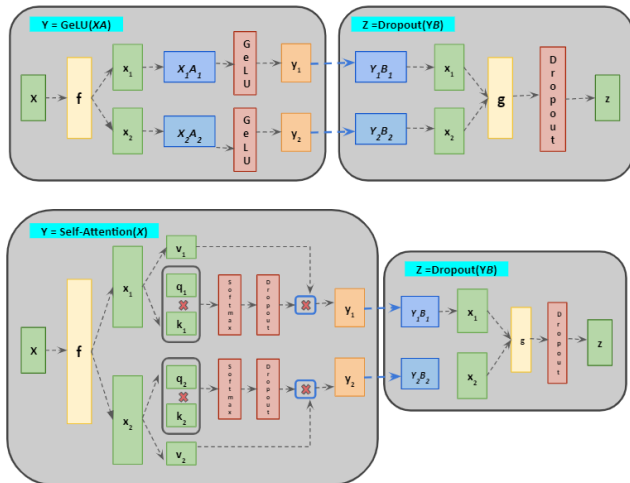 Y = GeLU(XA)
X
f
X₁
X₁A₁
GeLU
y₁
X₂
X₂A₂
GeLU
y₂
Z =Dropout(YB)
Y₁B₁
X₁
Y₂B₂
X₂
g
Dropout
Z
Y = Self-Attention(X)
X
f
X₁
X₂
v₁
q₁
k₁
Softmax
Dropout
y₁
q₂
k₂
Softmax
Dropout
v₂
y₂
Z =Dropout(YB)
Y₁B₁
X₁
Y₂B₂
X₂
g
Dropout
Z